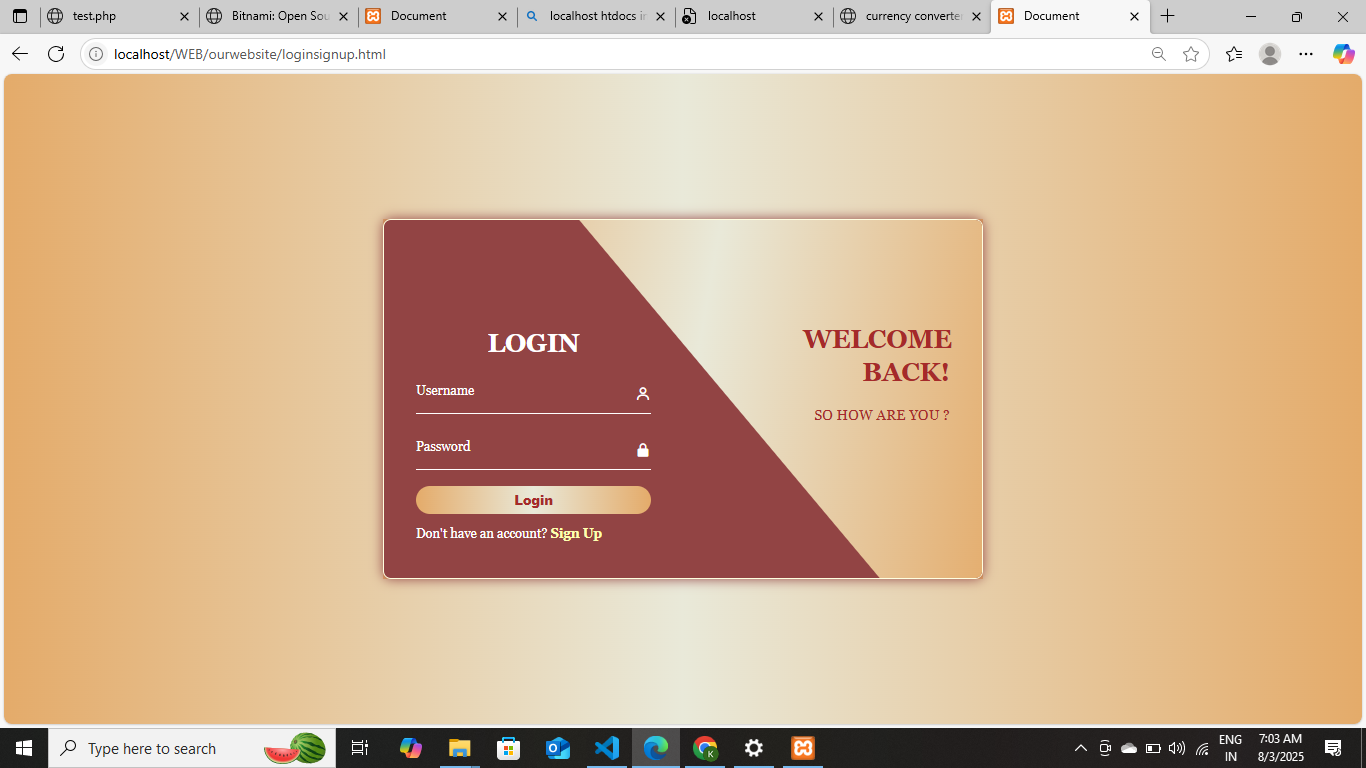 test.php
Bitnami: Open Sou
Document
localhost htdocs in
localhost
currency converte
Document
localhost/WEB/ourwebsite/loginsignup.html
LOGIN
Username
Password
Login
Don't have an account? Sign Up
WELCOME
BACK!
SO HOW ARE YOU ?
Type here to search
ENG
IN
7:03 AM
8/3/2025